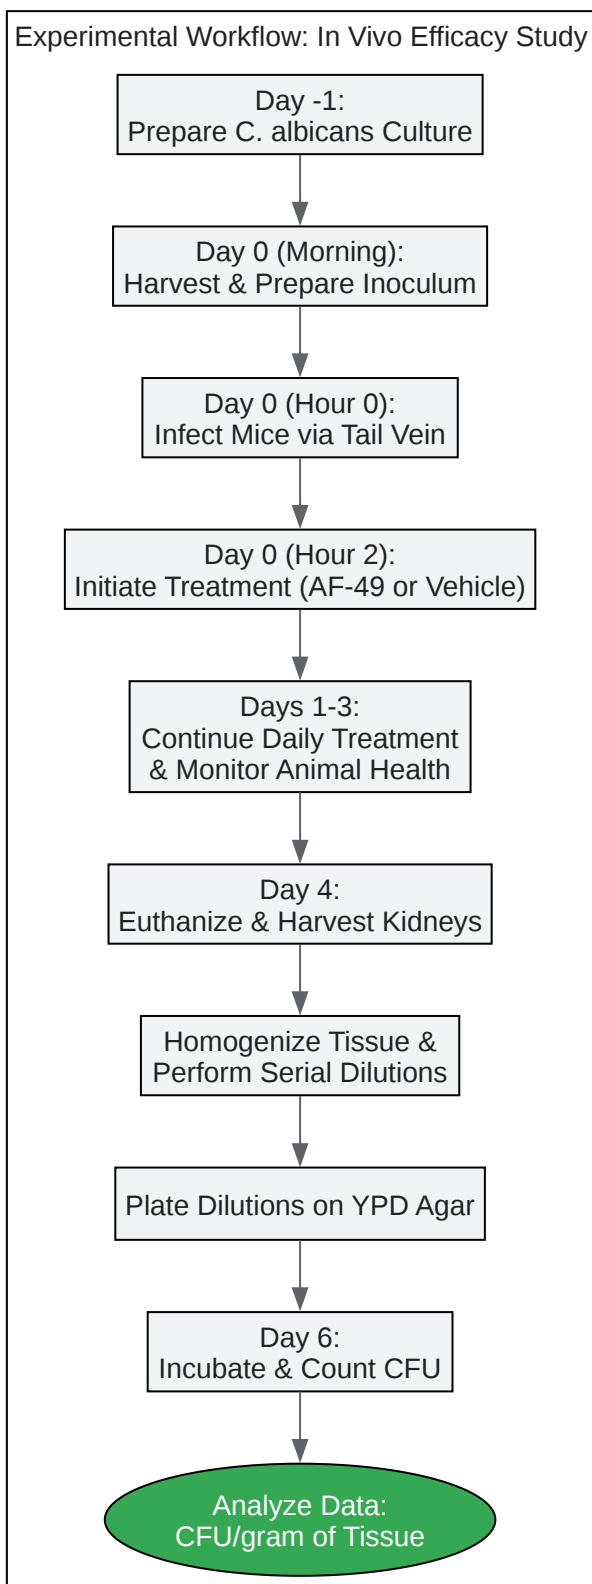 Experimental Workflow: In Vivo Efficacy Study
Day -1:
Prepare C. albicans Culture
Day 0 (Morning):
Harvest & Prepare Inoculum
Day 0 (Hour 0):
Infect Mice via Tail Vein
Day 0 (Hour 2):
Initiate Treatment (AF-49 or Vehicle)
Days 1-3:
Continue Daily Treatment
& Monitor Animal Health
Day 4:
Euthanize & Harvest Kidneys
Homogenize Tissue &
Perform Serial Dilutions
Plate Dilutions on YPD Agar
Day 6:
Incubate & Count CFU
Analyze Data:
CFU/gram of Tissue